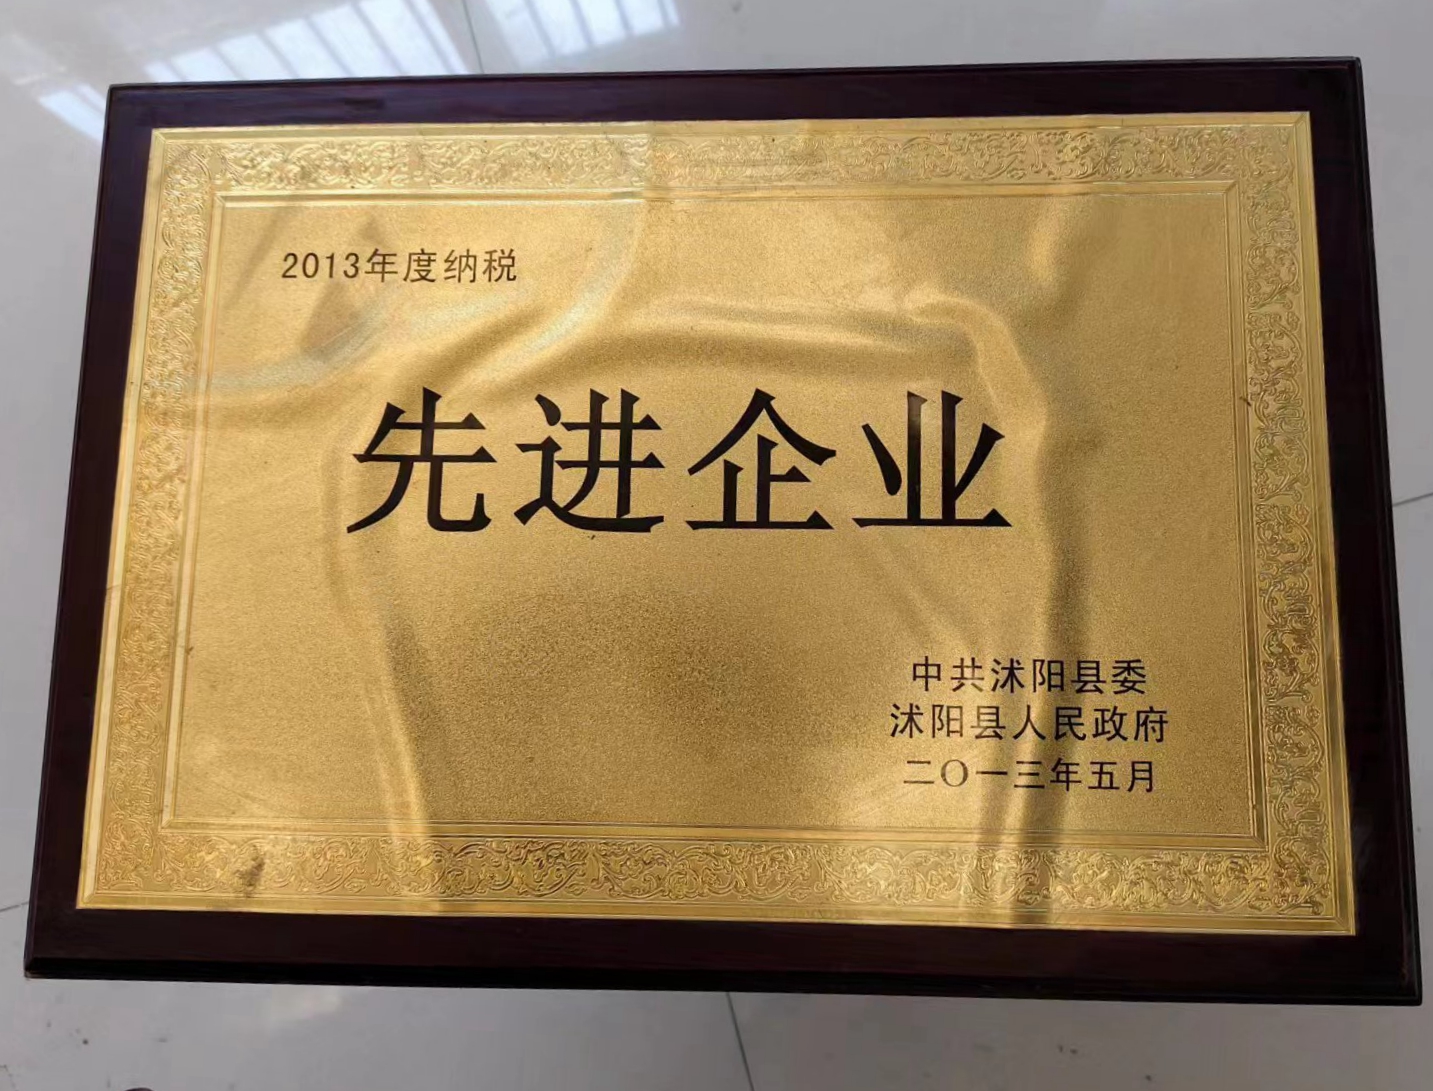 2013年度纳税
先进企业
中共沭阳县委
沭阳县人民政府
二〇一三年五月